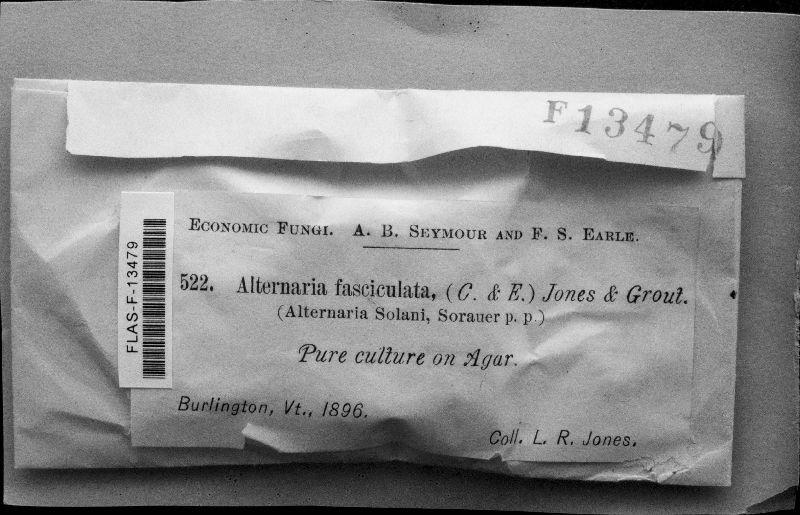 F13479
FLAS-F-13479
ECONOMIC FUNGI. A. B. SEYMOUR AND F. S. EARLE.
522. Alternaria fasciculata, (C. & E.) Jones & Grout.
(Alternaria Solani, Sorauer p. p.)
Pure culture on Agar.
Burlington, Vt., 1896.
Coll. L. R. Jones.